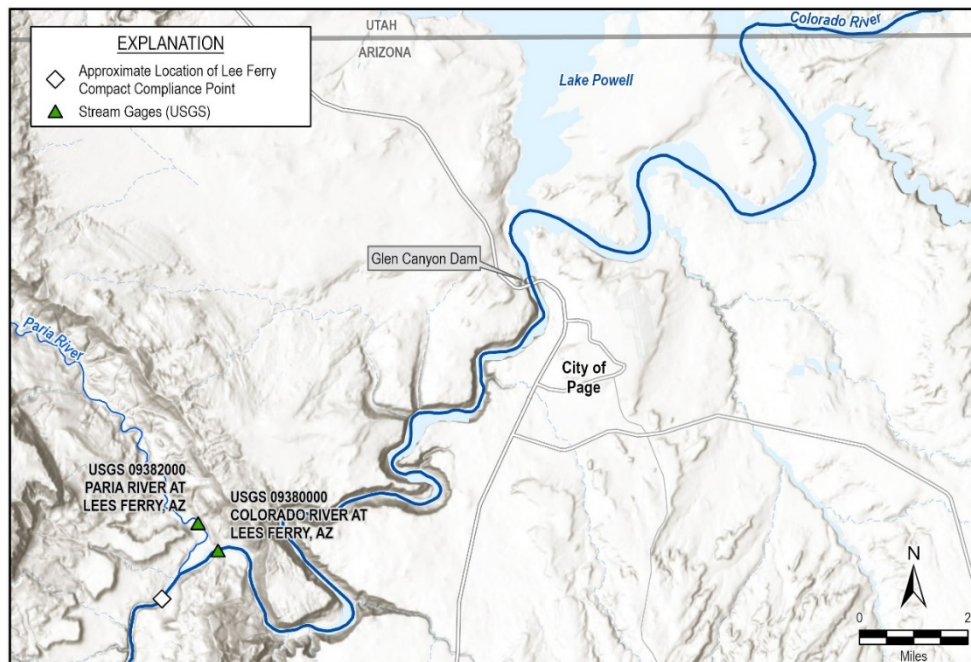 UTAH
ARIZONA
Colorado River
EXPLANATION
Approximate Location of Lee Ferry
Compact Compliance Point
Stream Gages (USGS)
Lake Powell
Glen Canyon Dam
Paria River
City of
Page
USGS 09382000
PARIA RIVER AT
LEES FERRY, AZ
USGS 09380000
COLORADO RIVER AT
LEES FERRY, AZ
N
0 2
Miles